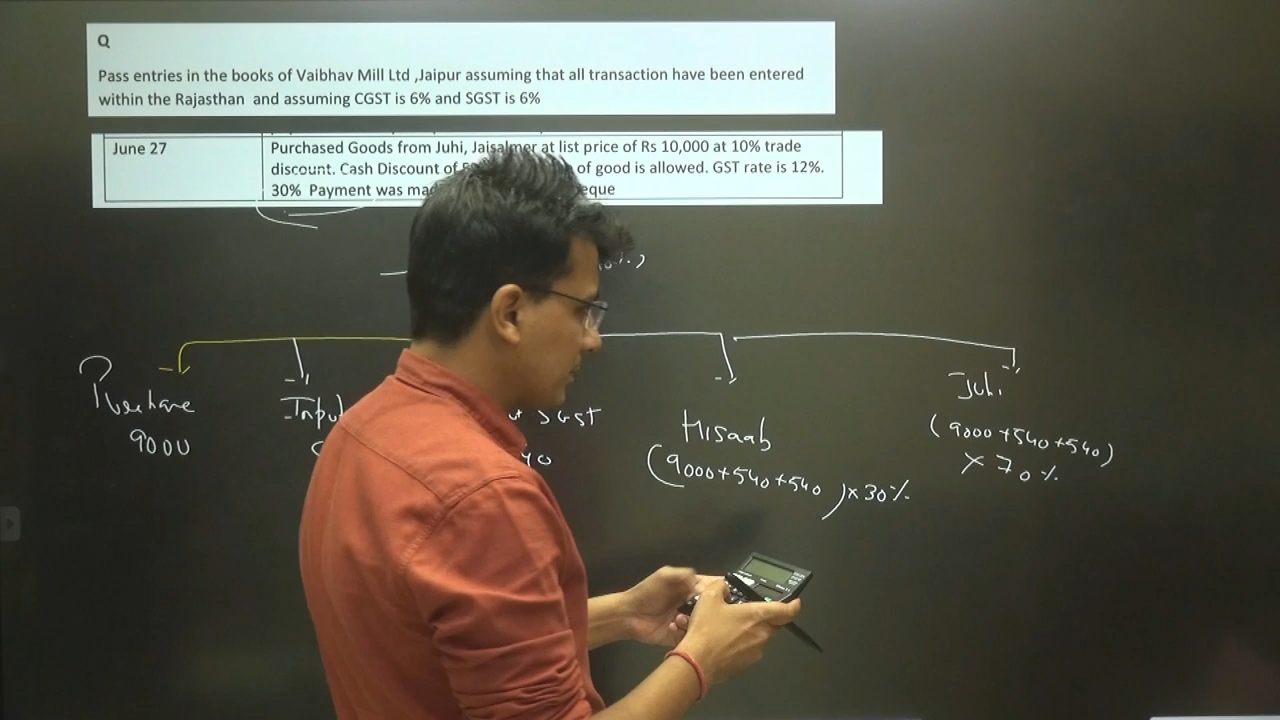 Q
Pass entries in the books of Vaibhav Mill Ltd ,Jaipur assuming that all transaction have been entered
within the Rajasthan and assuming CGST is 6% and SGST is 6%
June 27
Purchased Goods from Juhi, Jaisalmer at list price of Rs 10,000 at 10% trade
discount. Cash Discount of of good is allowed. GST rate is 12%.
30% Payment was
Purchase
9000
Input
SGST
Hisaab
(9000+540+540) x 30%
Juhi
(9000+540+540)
x 70%